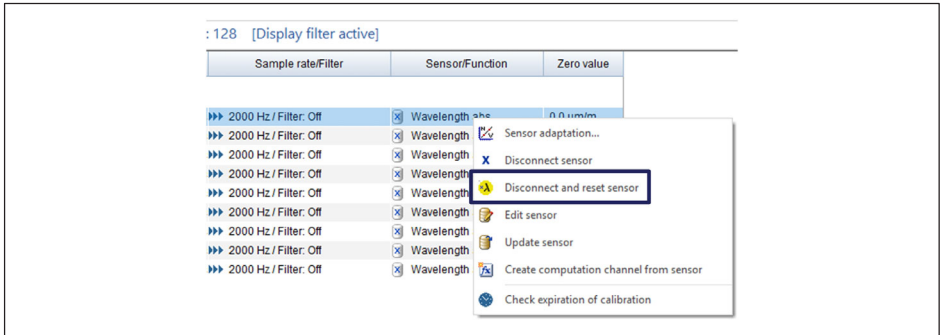 : 128 [Display filter active]
Sample rate/Filter Sensor/Function Zero value
2000 Hz / Filter: Off Wavelength abs 0.0 µm/m
2000 Hz / Filter: Off Wavelength
2000 Hz / Filter: Off Wavelength
2000 Hz / Filter: Off Wavelength
2000 Hz / Filter: Off Wavelength
2000 Hz / Filter: Off Wavelength
2000 Hz / Filter: Off Wavelength
2000 Hz / Filter: Off Wavelength
2000 Hz / Filter: Off Wavelength
Sensor adaptation...
Disconnect sensor
Disconnect and reset sensor
Edit sensor
Update sensor
Create computation channel from sensor
Check expiration of calibration